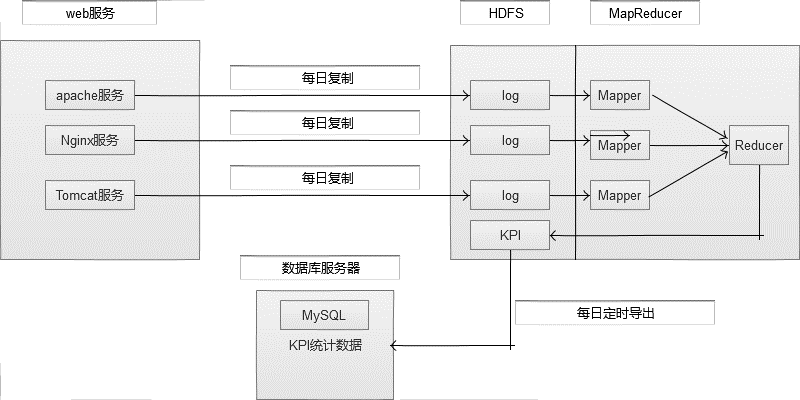 web服务
HDFS
MapReducer
apache服务
每日复制
log
Mapper
Nginx服务
每日复制
log
Mapper
Reducer
Tomcat服务
每日复制
log
Mapper
KPI
数据库服务器
MySQL
每日定时导出
KPI统计数据